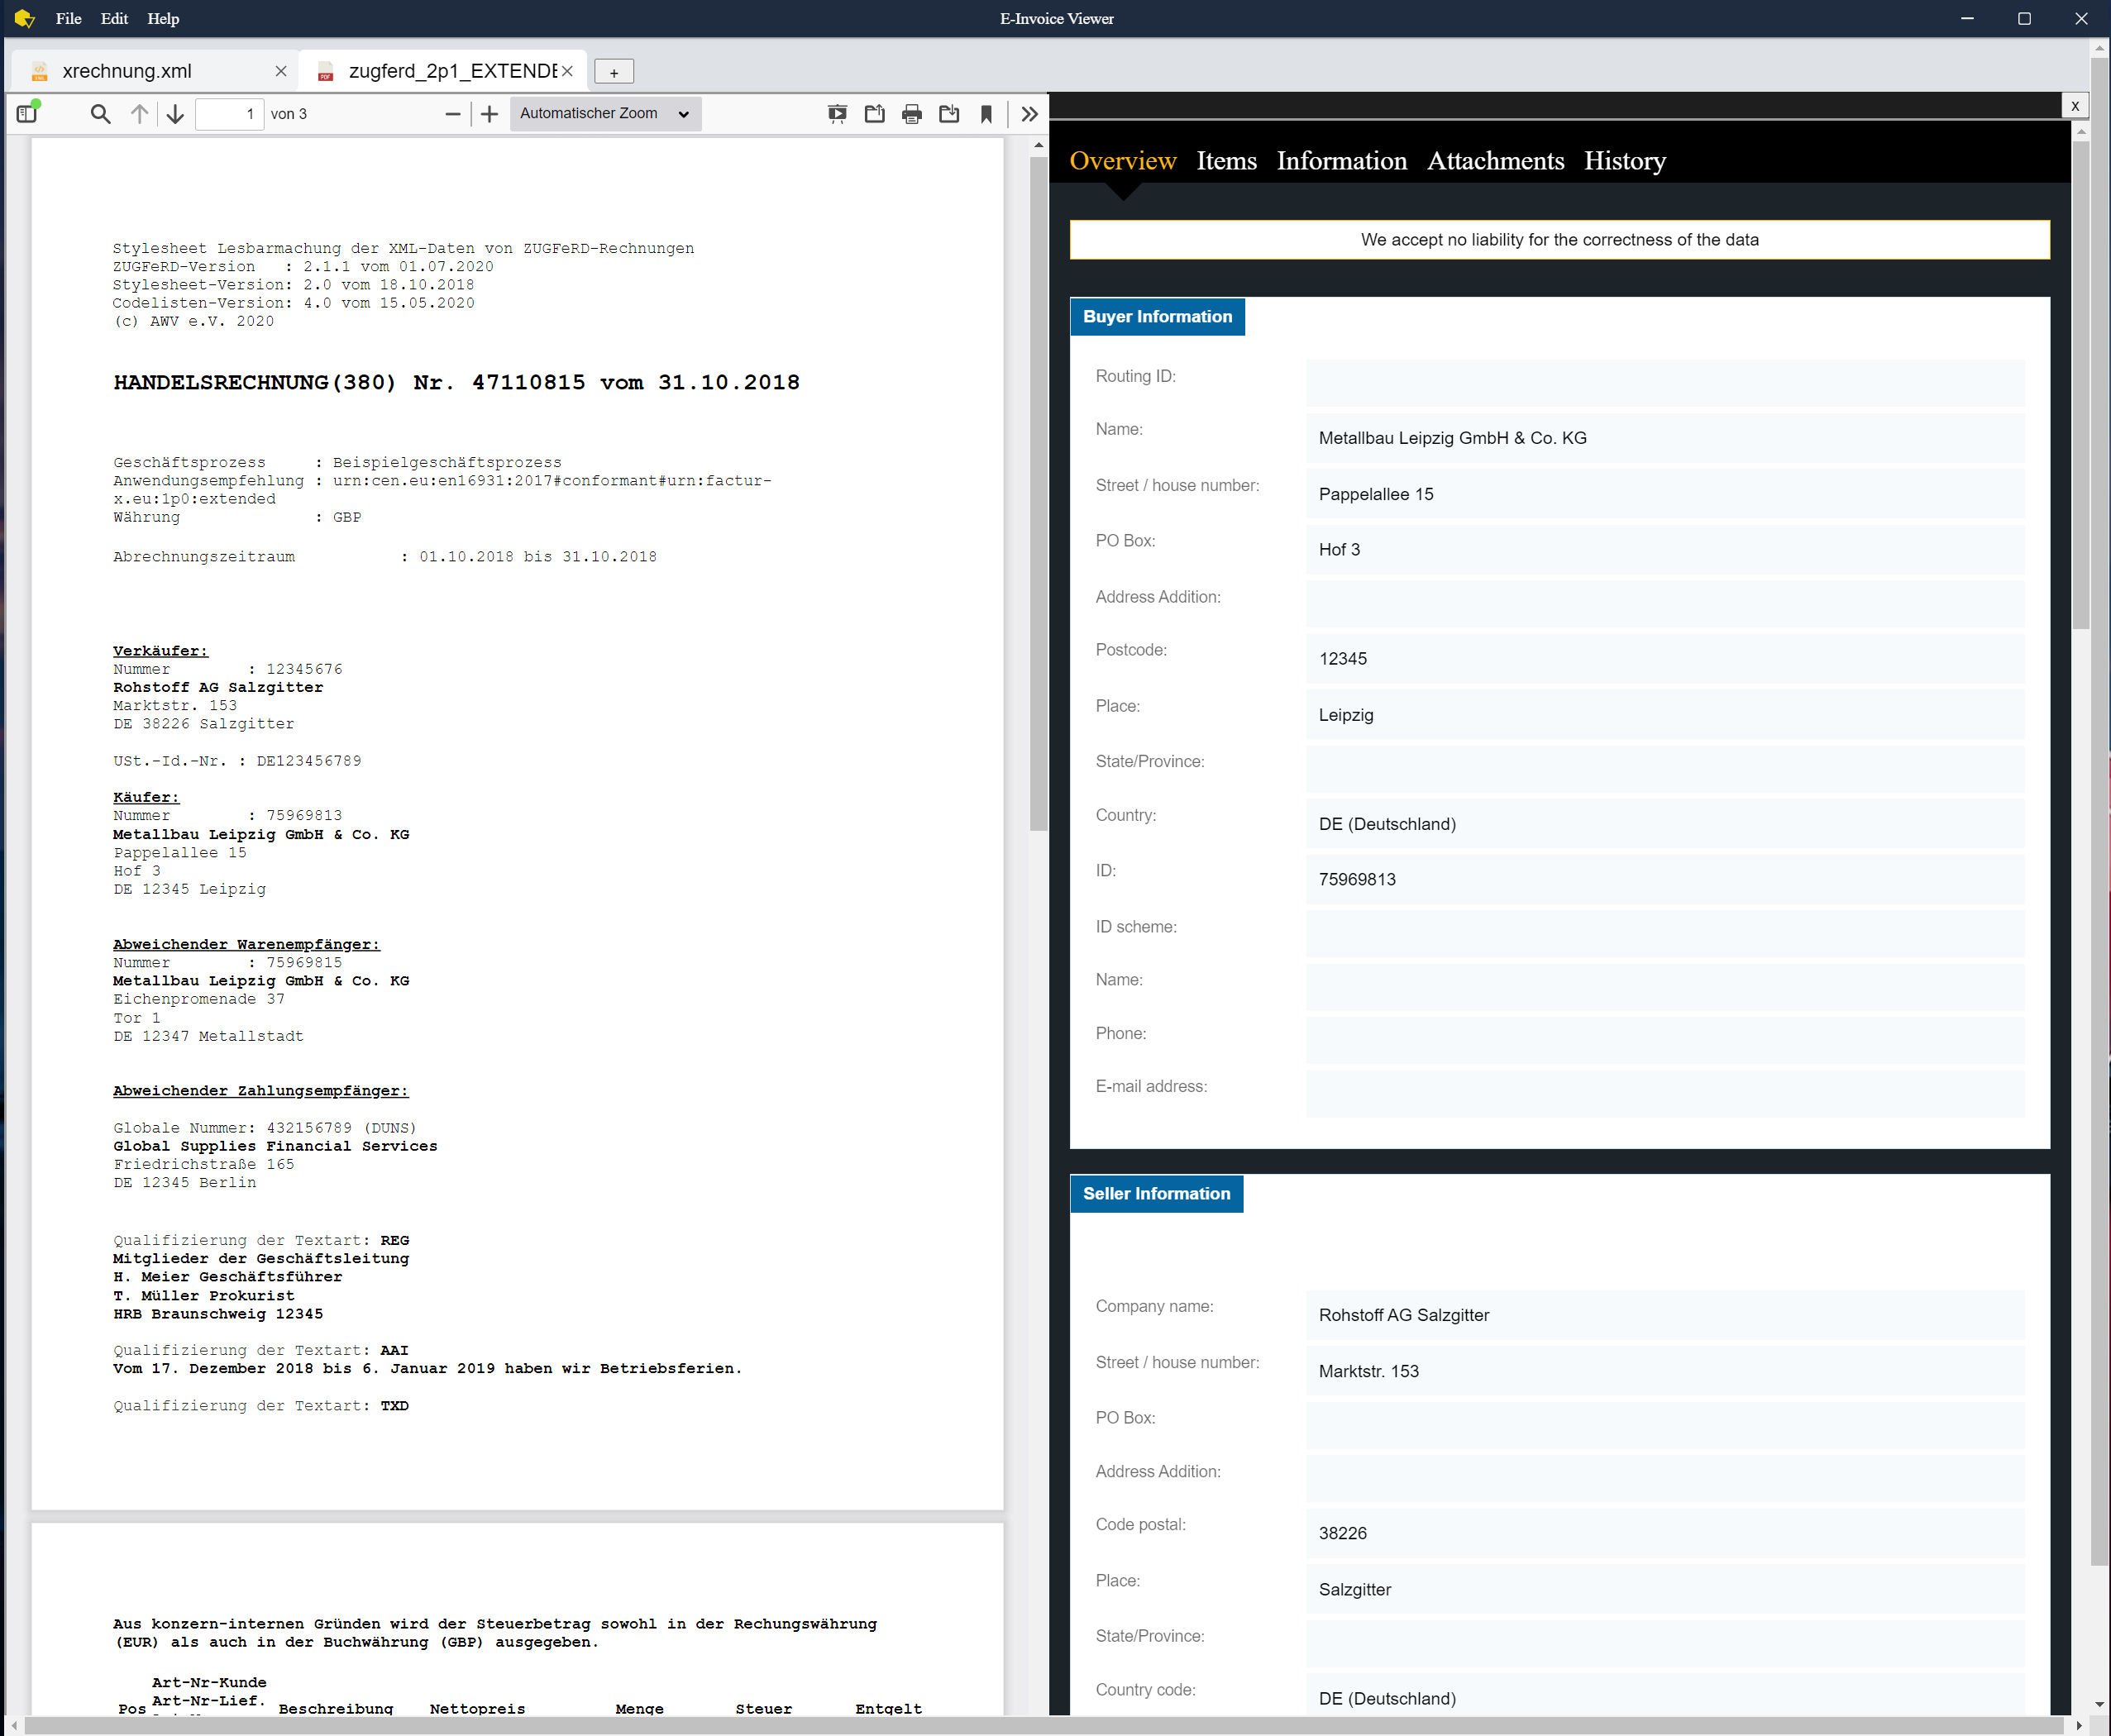 File Edit Help
E-Invoice Viewer
xrechnung.xml
zugferd_2p1_EXTENDE
+
1 von 3
Automatischer Zoom
Stylesheet Lesbarmachung der XML-Daten von ZUGFeRD-Rechnungen
ZUGFeRD-Version : 2.1.1 vom 01.07.2020
Stylesheet-Version: 2.0 vom 18.10.2018
Codelisten-Version: 4.0 vom 15.05.2020
(c) AWV e.V. 2020
HANDELSRECHNUNG(380) Nr. 47110815 vom 31.10.2018
Geschäftsprozess : Beispielgeschäftsprozess
Anwendungsempfehlung : urn:cen.eu:en16931:2017#conformant#urn:factur-
x.eu:1p0:extended
Währung : GBP
Abrechnungszeitraum : 01.10.2018 bis 31.10.2018
Verkäufer:
Nummer : 12345676
Rohstoff AG Salzgitter
Marktstr. 153
DE 38226 Salzgitter
USt.-Id.-Nr. : DE123456789
Käufer:
Nummer : 75969813
Metallbau Leipzig GmbH & Co. KG
Pappelallee 15
Hof 3
DE 12345 Leipzig
Abweichender Warenempfänger:
Nummer : 75969815
Metallbau Leipzig GmbH & Co. KG
Eichenpromenade 37
Tor 1
DE 12347 Metallstadt
Abweichender Zahlungsempfänger:
Globale Nummer: 432156789 (DUNS)
Global Supplies Financial Services
Friedrichstraße 165
DE 12345 Berlin
Qualifizierung der Textart: REG
Mitglieder der Geschäftsleitung
H. Meier Geschäftsführer
T. Müller Prokurist
HRB Braunschweig 12345
Qualifizierung der Textart: AAI
Vom 17. Dezember 2018 bis 6. Januar 2019 haben wir Betriebsferien.
Qualifizierung der Textart: TXD
Aus konzern-internen Gründen wird der Steuerbetrag sowohl in der Rechungswährung
(EUR) als auch in der Buchwährung (GBP) ausgegeben.
Art-Nr-Kunde
Art-Nr-Lief.
Pos Beschreibung Nettopreis Menge Steuer Entgelt
x
Overview Items Information Attachments History
We accept no liability for the correctness of the data
Buyer Information
Routing ID:
Name: Metallbau Leipzig GmbH & Co. KG
Street / house number: Pappelallee 15
PO Box: Hof 3
Address Addition:
Postcode: 12345
Place: Leipzig
State/Province:
Country: DE (Deutschland)
ID: 75969813
ID scheme:
Name:
Phone:
E-mail address:
Seller Information
Company name: Rohstoff AG Salzgitter
Street / house number: Marktstr. 153
PO Box:
Address Addition:
Code postal: 38226
Place: Salzgitter
State/Province:
Country code: DE (Deutschland)